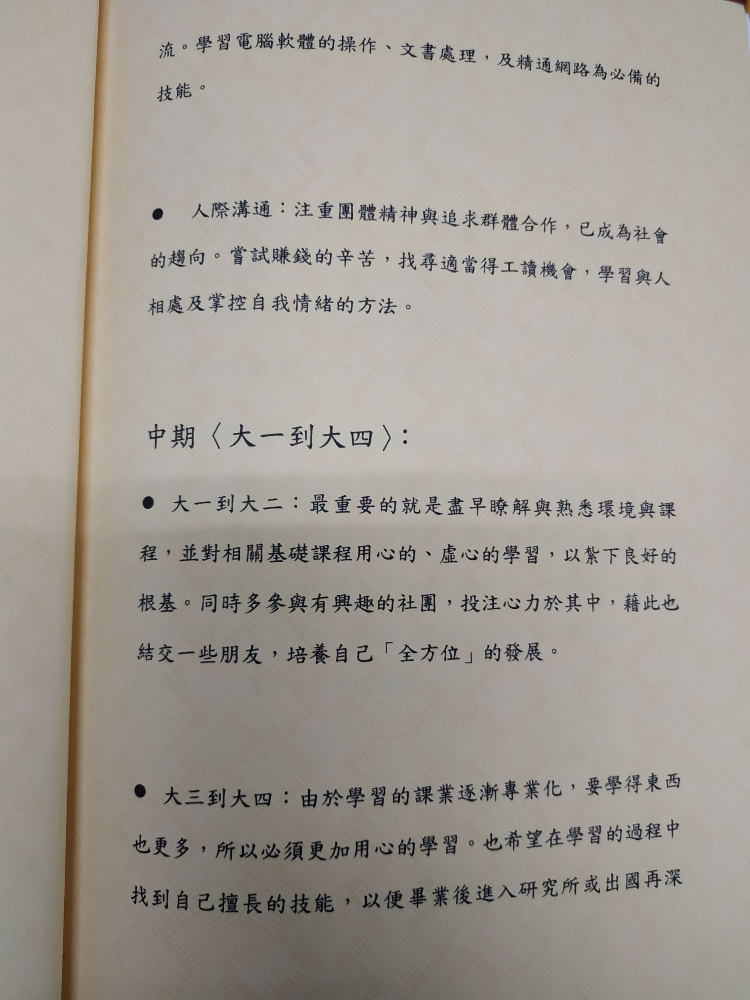 流。學習電腦軟體的操作、文書處理，及精通網路為必備的
技能。
● 人際溝通：注重團體精神與追求群體合作，已成為社會
的趨向。嘗試賺錢的辛苦，找尋適當得工讀機會，學習與人
相處及掌控自我情緒的方法。
中期〈大一到大四〉：
● 大一到大二：最重要的就是盡早瞭解與熟悉環境與課
程，並對相關基礎課程用心的、虛心的學習，以紮下良好的
根基。同時多參與有興趣的社團，投注心力於其中，藉此也
結交一些朋友，培養自己「全方位」的發展。
● 大三到大四：由於學習的課業逐漸專業化，要學得東西
也更多，所以必須更加用心的學習。也希望在學習的過程中
找到自己擅長的技能，以便畢業後進入研究所或出國再深